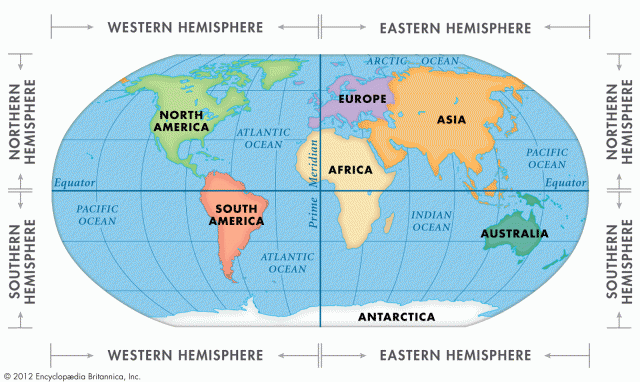 WESTERN HEMISPHERE
EASTERN HEMISPHERE
NORTHERN
HEMISPHERE
NORTHERN
HEMISPHERE
ARCTIC OCEAN
NORTH
AMERICA
EUROPE
ASIA
ATLANTIC
OCEAN
AFRICA
PACIFIC
OCEAN
Equator
Equator
Prime Meridian
SOUTHERN
HEMISPHERE
SOUTHERN
HEMISPHERE
PACIFIC
OCEAN
SOUTH
AMERICA
INDIAN
OCEAN
AUSTRALIA
ATLANTIC
OCEAN
ANTARCTICA
WESTERN HEMISPHERE
EASTERN HEMISPHERE
© 2012 Encyclopædia Britannica, Inc.